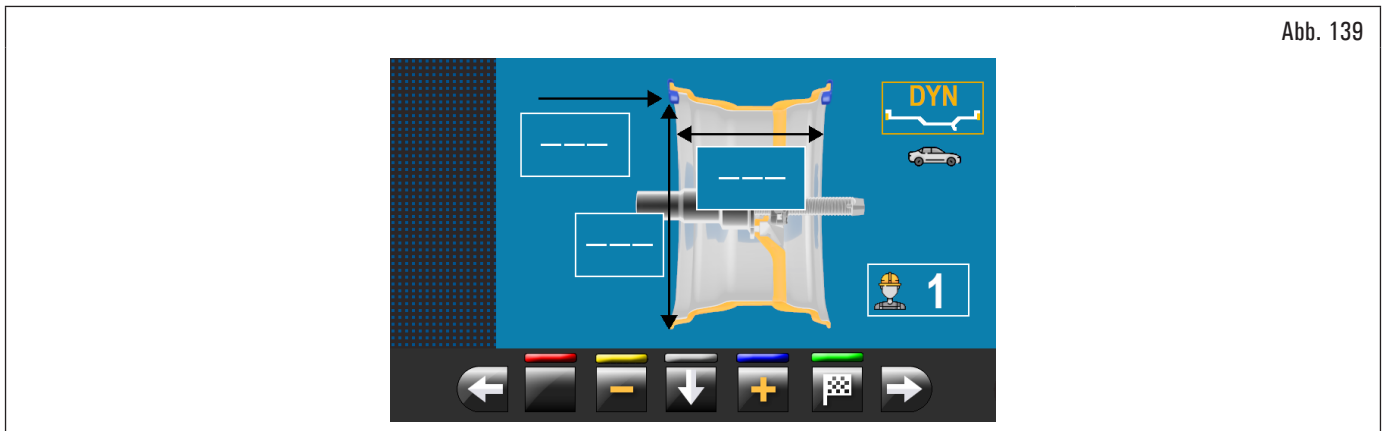 Abb. 139
DYN
– – –
– – –
– – –
1